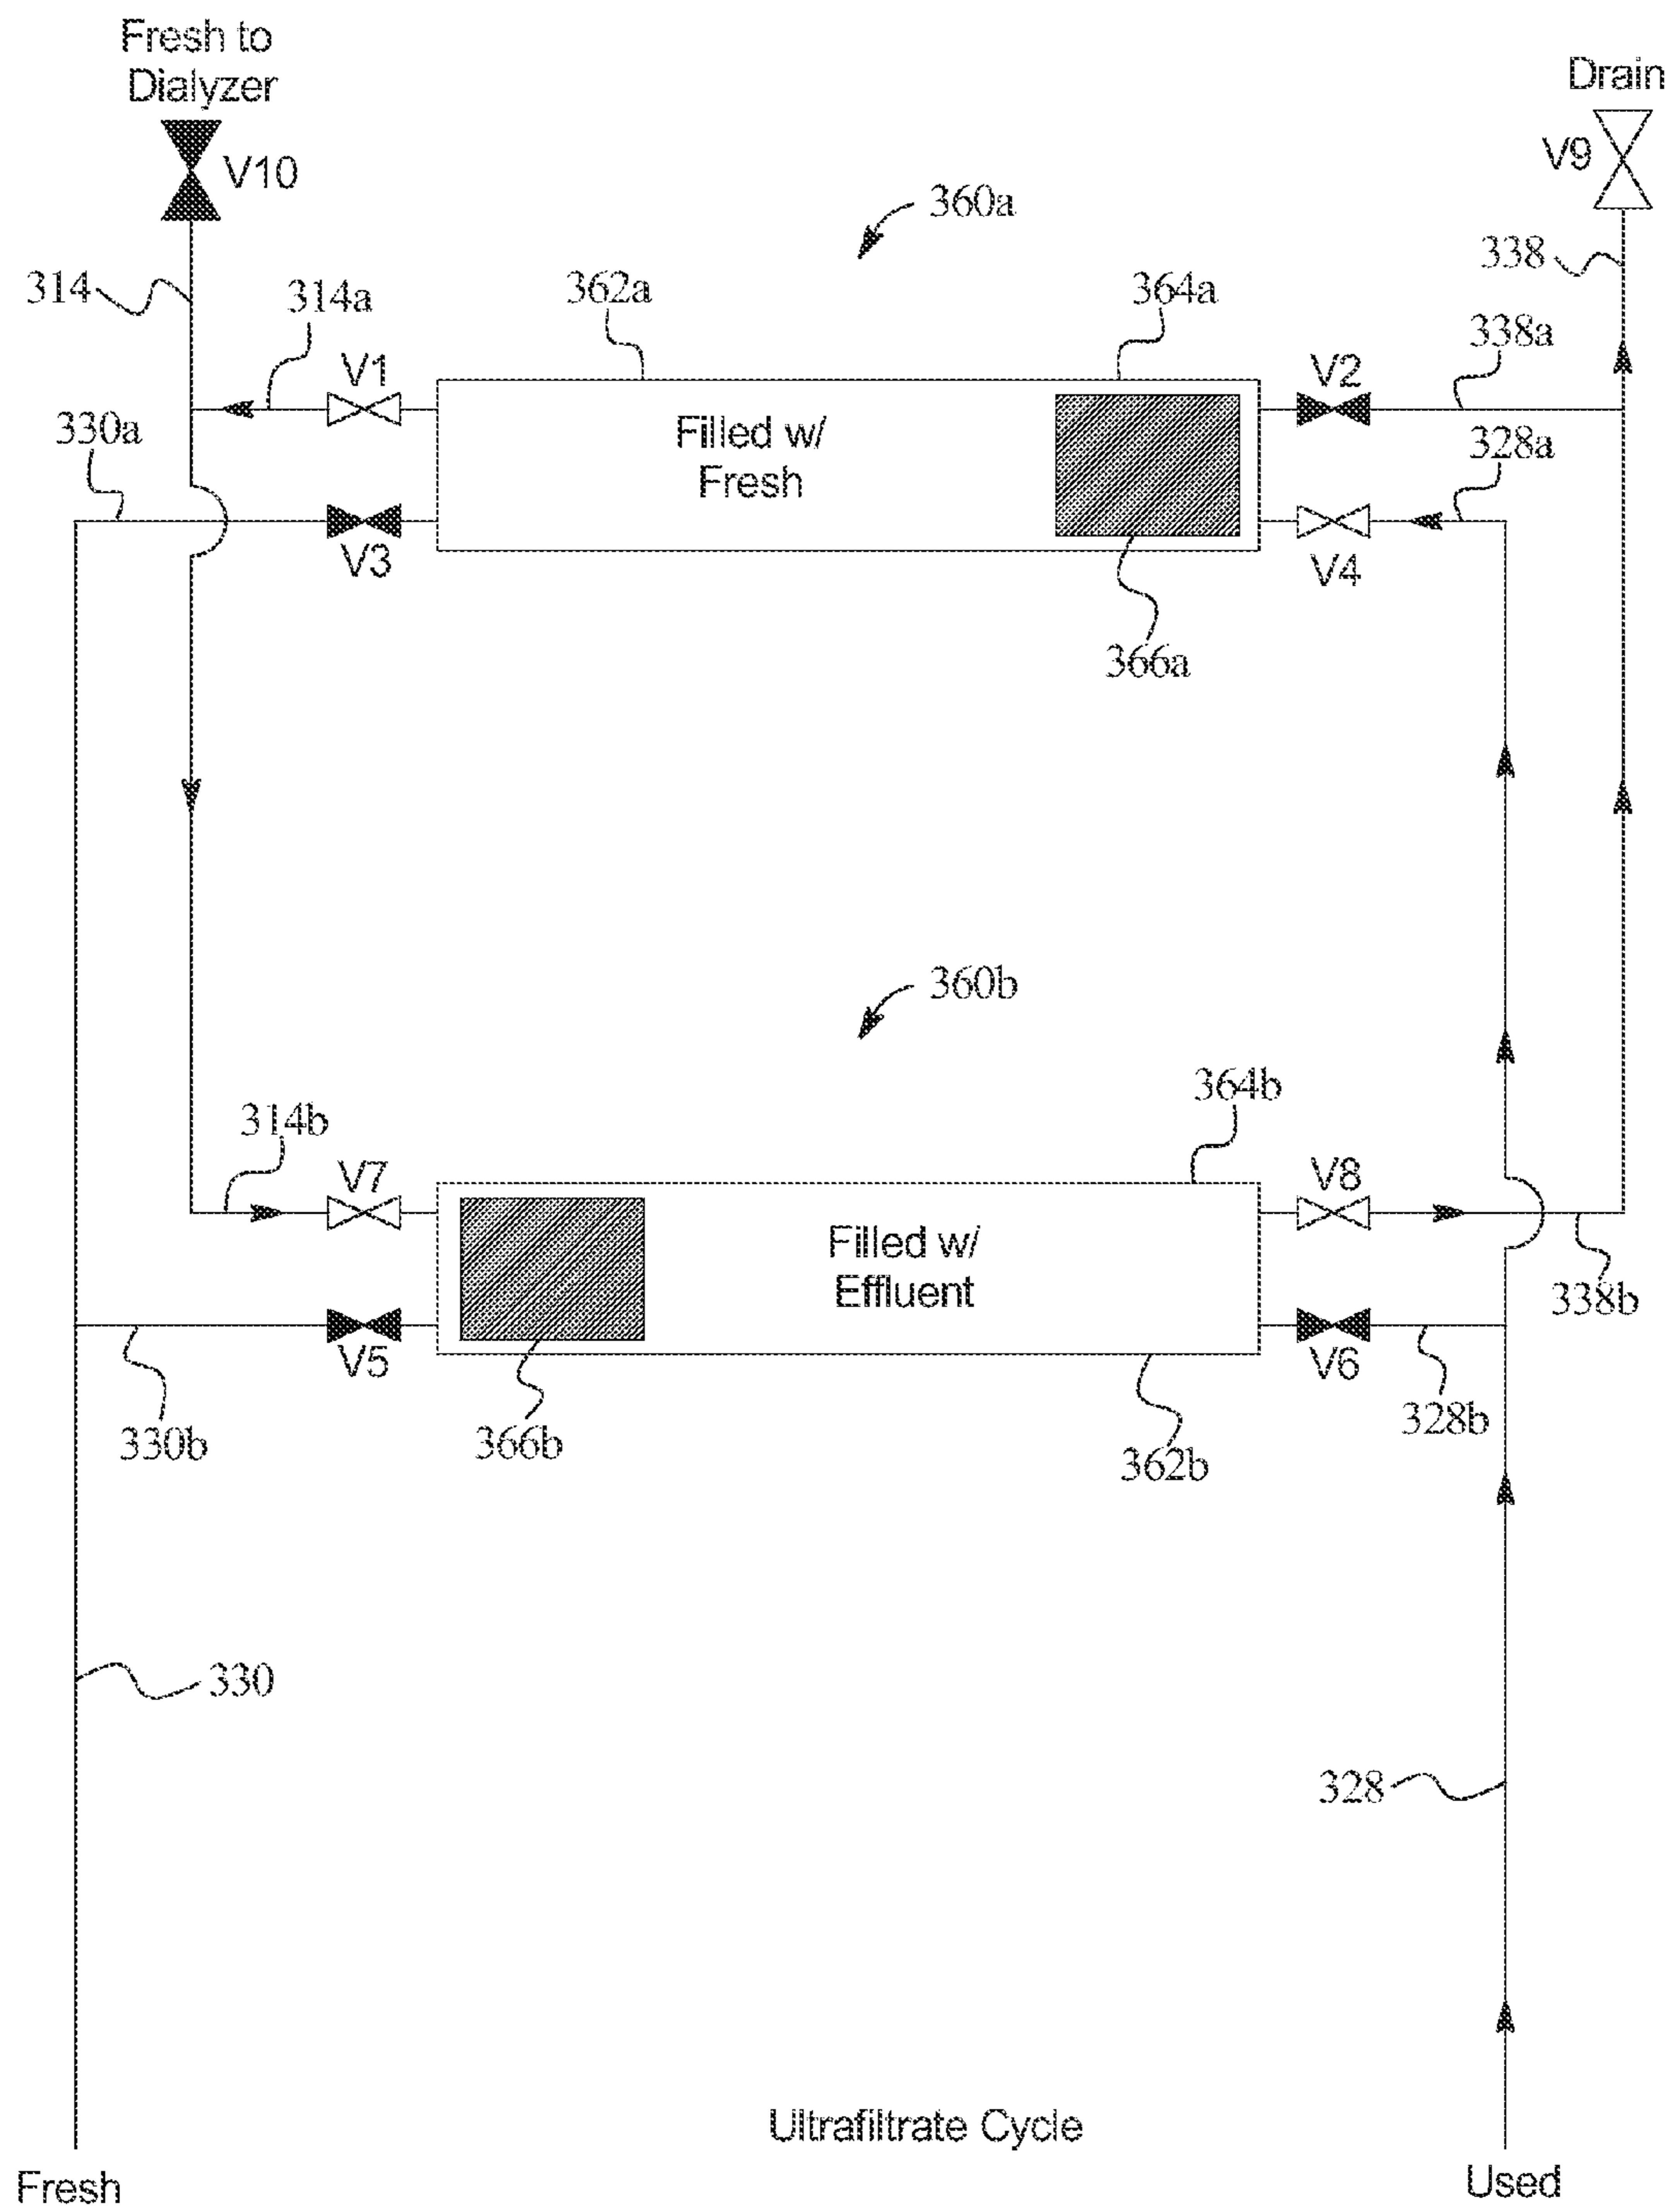 Fresh to
Dialyzer
Drain
V10
V9
360a
338
314
314a
362a
364a
338a
V1
V2
330a
328a
Filled w/
Fresh
V3
V4
366a
360b
364b
314b
V7
V8
Filled w/
Effluent
338b
V5
V6
330b
366b
328b
362b
330
328
Ultrafiltrate Cycle
Fresh
Used